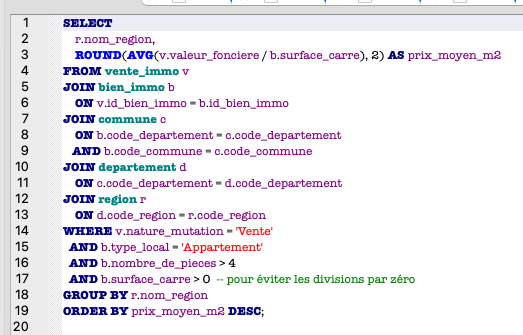 1 SELECT
2 r.nom_region,
3 ROUND(AVG(v.valeur_fonciere / b.surface_carre), 2) AS prix_moyen_m2
4 FROM vente_immo v
5 JOIN bien_immo b
6 ON v.id_bien_immo = b.id_bien_immo
7 JOIN commune c
8 ON b.code_departement = c.code_departement
9 AND b.code_commune = c.code_commune
10 JOIN departement d
11 ON c.code_departement = d.code_departement
12 JOIN region r
13 ON d.code_region = r.code_region
14 WHERE v.nature_mutation = 'Vente'
15 AND b.type_local = 'Appartement'
16 AND b.nombre_de_pieces > 4
17 AND b.surface_carre > 0 -- pour éviter les divisions par zéro
18 GROUP BY r.nom_region
19 ORDER BY prix_moyen_m2 DESC;
20